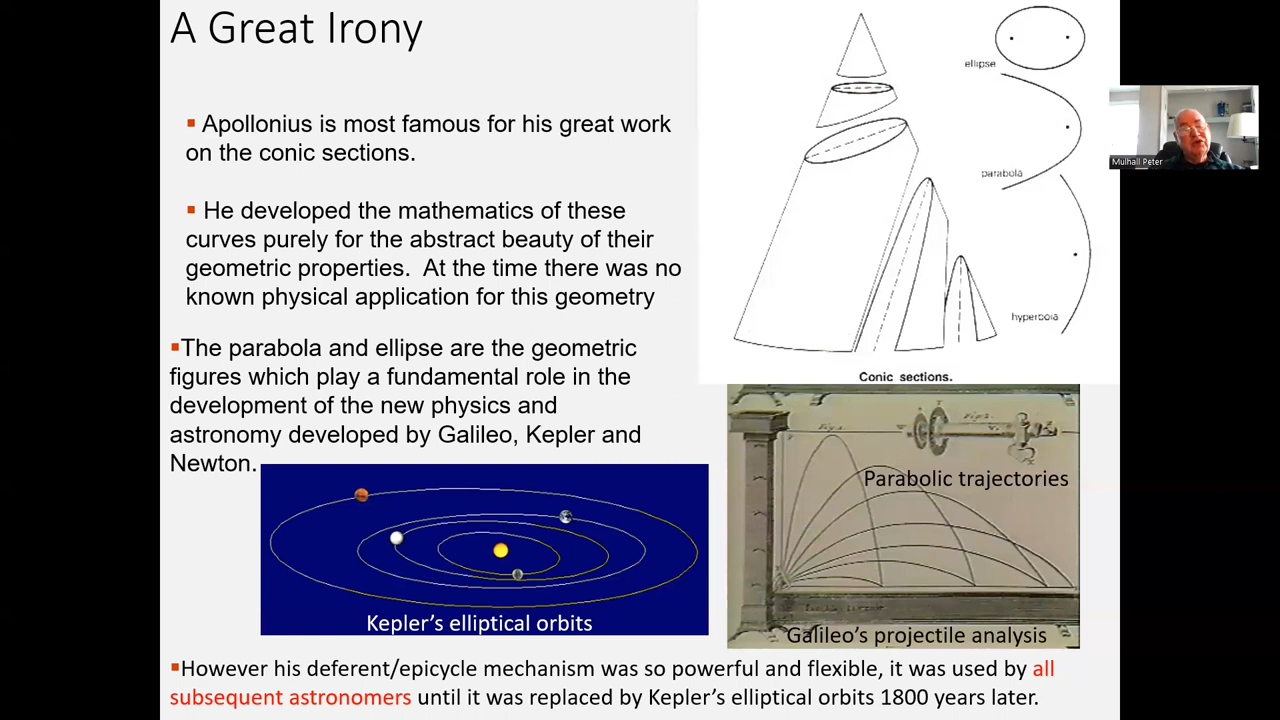 A Great Irony
▪ Apollonius is most famous for his great work
on the conic sections.
▪ He developed the mathematics of these
curves purely for the abstract beauty of their
geometric properties.  At the time there was no
known physical application for this geometry
▪The parabola and ellipse are the geometric
figures which play a fundamental role in the
development of the new physics and
astronomy developed by Galileo, Kepler and
Newton.
ellipse
parabola
hyperbola
Conic sections.
Mulhall Peter
Parabolic trajectories
Galileo's projectile analysis
Kepler's elliptical orbits
▪However his deferent/epicycle mechanism was so powerful and flexible, it was used by all
subsequent astronomers until it was replaced by Kepler's elliptical orbits 1800 years later.